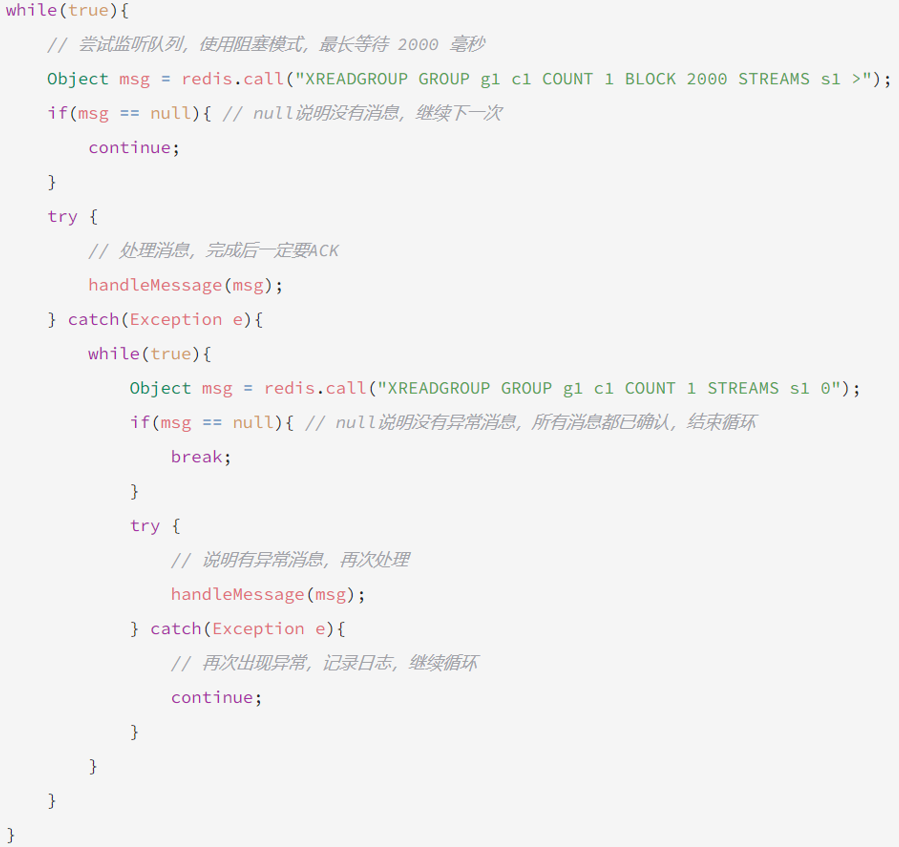 while(true){
    // 尝试监听队列，使用阻塞模式，最长等待 2000 毫秒
    Object msg = redis.call("XREADGROUP GROUP g1 c1 COUNT 1 BLOCK 2000 STREAMS s1 >");
    if(msg == null){ // null说明没有消息，继续下一次
        continue;
    }
    try {
        // 处理消息，完成后一定要ACK
        handleMessage(msg);
    } catch(Exception e){
        while(true){
            Object msg = redis.call("XREADGROUP GROUP g1 c1 COUNT 1 STREAMS s1 0");
            if(msg == null){ // null说明没有异常消息，所有消息都已确认，结束循环
                break;
            }
            try {
                // 说明有异常消息，再次处理
                handleMessage(msg);
            } catch(Exception e){
                // 再次出现异常，记录日志，继续循环
                continue;
            }
        }
    }
}